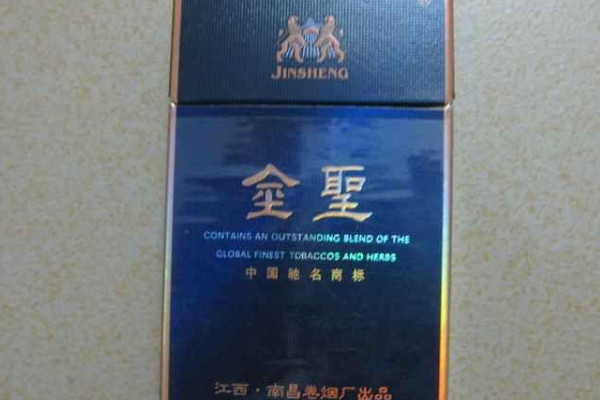 JINSHENG
金聖
CONTAINS AN OUTSTANDING BLEND OF THE
GLOBAL FINEST TOBACCOS AND HERBS
中国驰名商标
江西·南昌卷烟厂出品